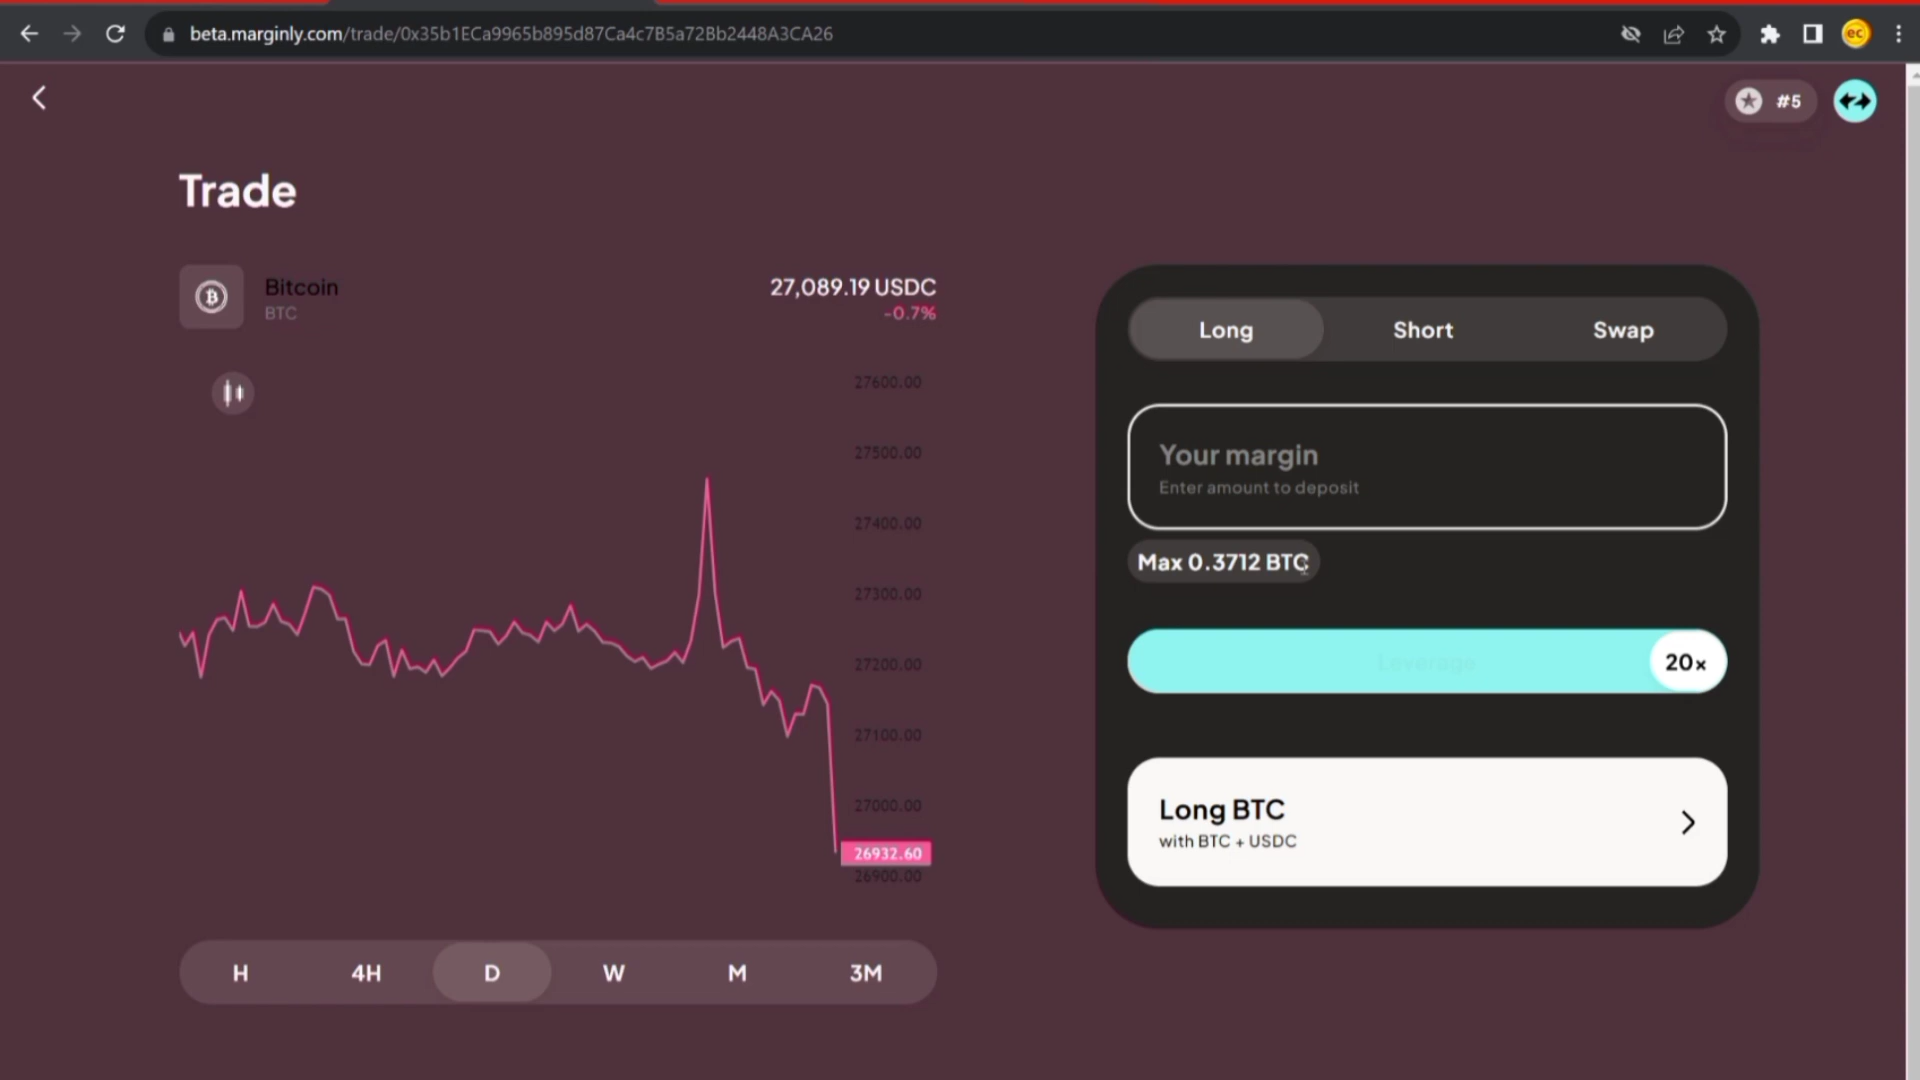 beta.marginly.com/trade/0x35b1ECa9965b895d87Ca4c7B5a72Bb2448A3CA26
ec
#5
Trade
Bitcoin
BTC
27,089.19 USDC
-0.7%
27600.00
27500.00
27400.00
27300.00
27200.00
27100.00
27000.00
26932.60
26900.00
H 4H D W M 3M
Long Short Swap
Your margin
Enter amount to deposit
Max 0.3712 BTC
Leverage
20x
Long BTC
with BTC + USDC